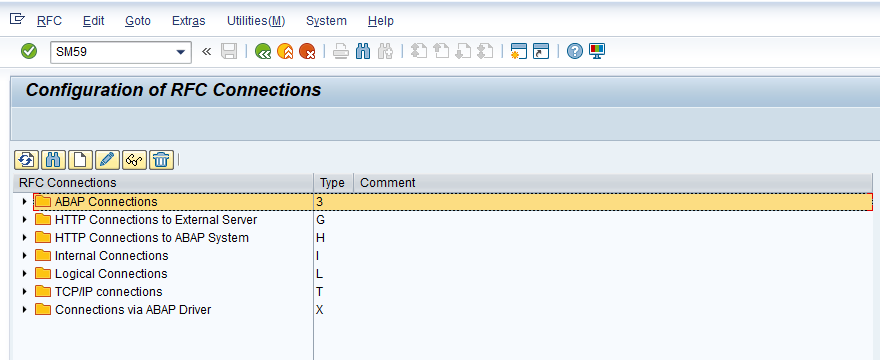 RFC Edit Goto Extras Utilities(M) System Help
SM59
Configuration of RFC Connections
RFC Connections Type Comment
ABAP Connections 3
HTTP Connections to External Server G
HTTP Connections to ABAP System H
Internal Connections I
Logical Connections L
TCP/IP connections T
Connections via ABAP Driver X